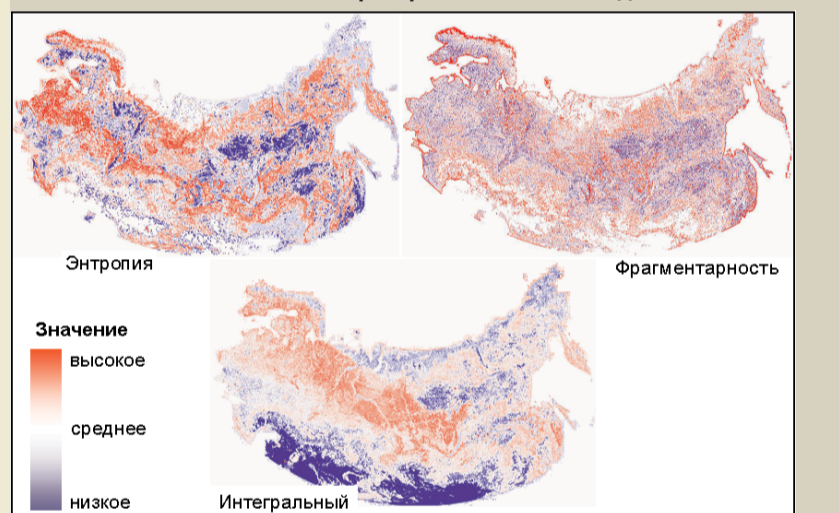 Энтропия
Фрагментарность
Значение
высокое
среднее
низкое
Интегральный